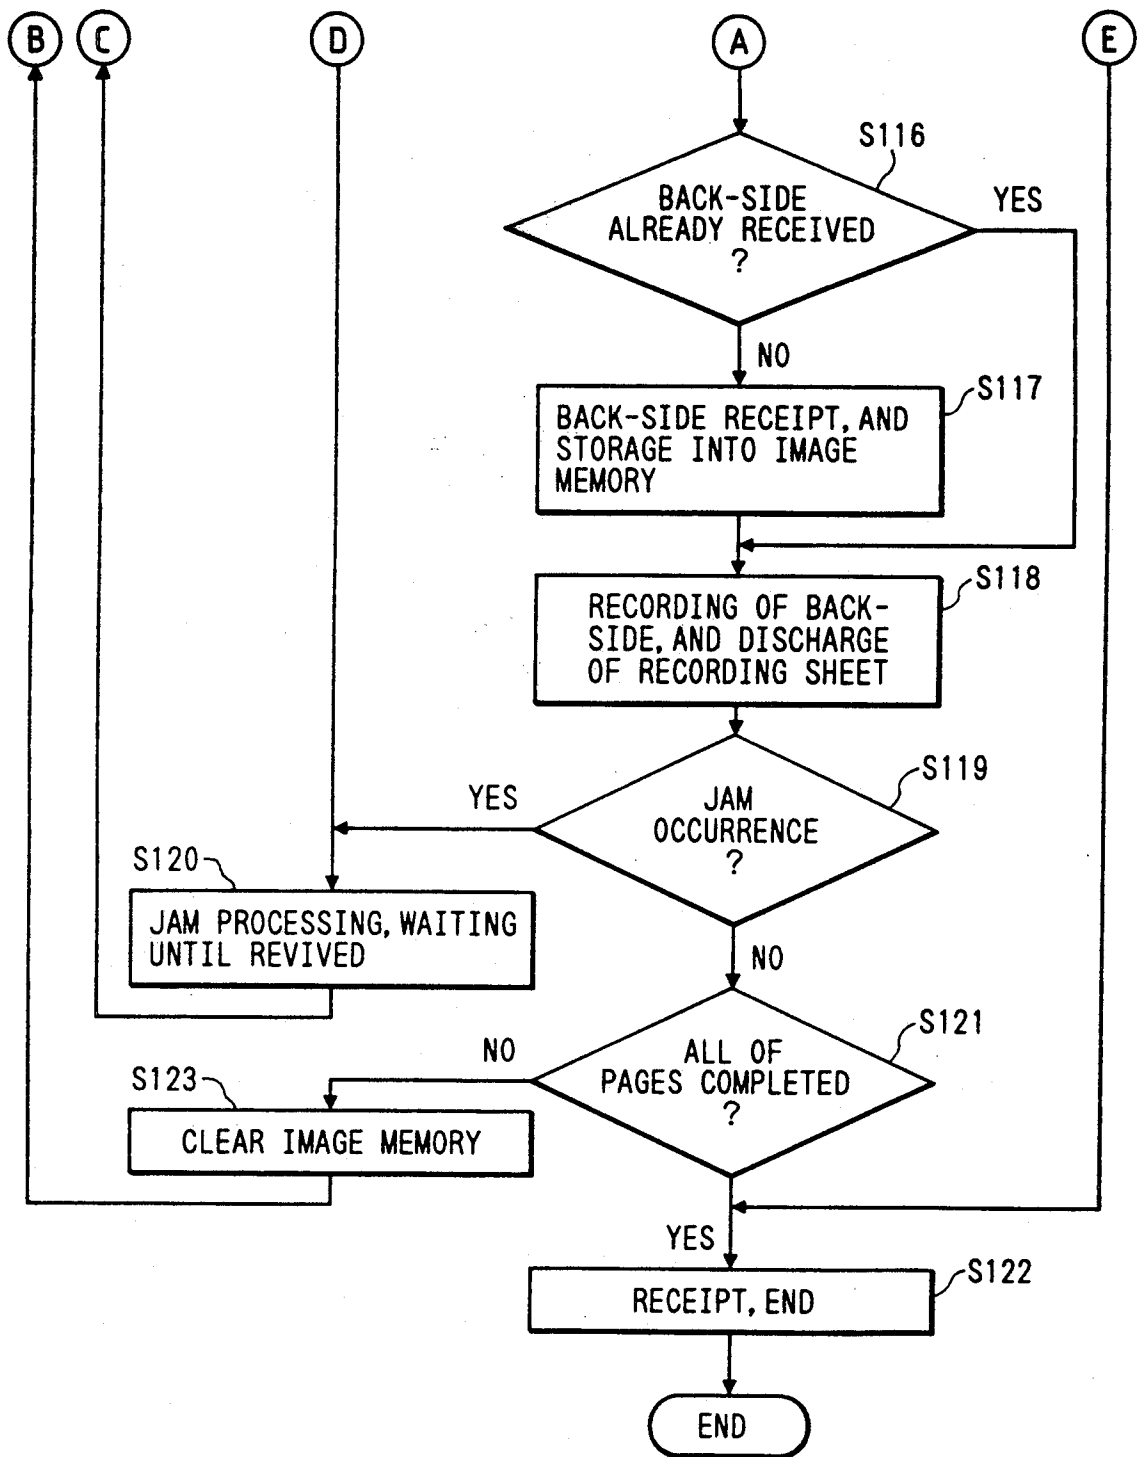 B C D A E
S116
BACK-SIDE
ALREADY RECEIVED
?
YES
NO
S117
BACK-SIDE RECEIPT, AND
STORAGE INTO IMAGE
MEMORY
S118
RECORDING OF BACK-
SIDE, AND DISCHARGE
OF RECORDING SHEET
S119
JAM
OCCURRENCE
?
YES
S120
JAM PROCESSING, WAITING
UNTIL REVIVED
NO
S121
ALL OF
PAGES COMPLETED
?
NO
S123
CLEAR IMAGE MEMORY
YES
S122
RECEIPT, END
END